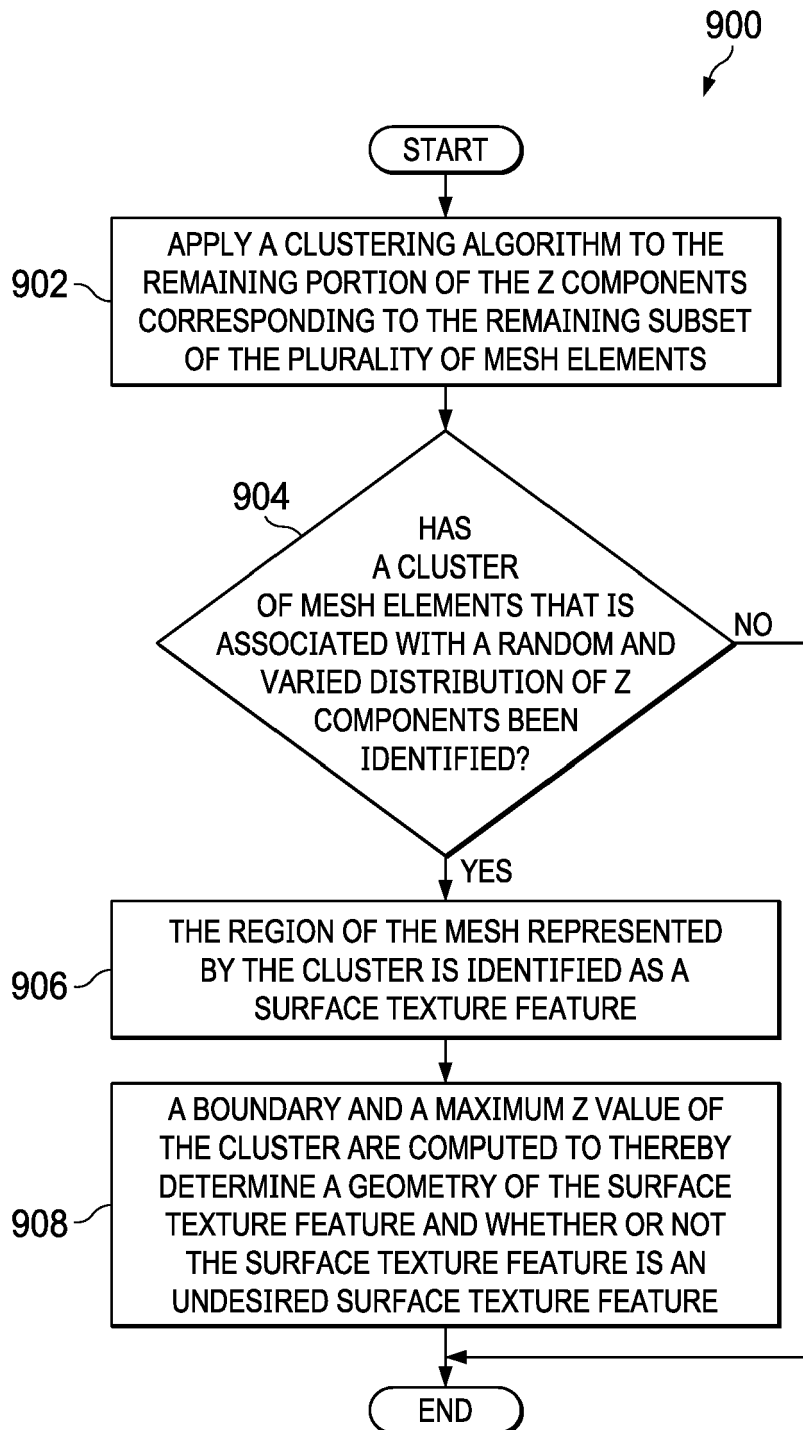 900
START
902
APPLY A CLUSTERING ALGORITHM TO THE
REMAINING PORTION OF THE Z COMPONENTS
CORRESPONDING TO THE REMAINING SUBSET
OF THE PLURALITY OF MESH ELEMENTS
904
HAS
A CLUSTER
OF MESH ELEMENTS THAT IS
ASSOCIATED WITH A RANDOM AND
VARIED DISTRIBUTION OF Z
COMPONENTS BEEN
IDENTIFIED?
NO
YES
906
THE REGION OF THE MESH REPRESENTED
BY THE CLUSTER IS IDENTIFIED AS A
SURFACE TEXTURE FEATURE
908
A BOUNDARY AND A MAXIMUM Z VALUE OF
THE CLUSTER ARE COMPUTED TO THEREBY
DETERMINE A GEOMETRY OF THE SURFACE
TEXTURE FEATURE AND WHETHER OR NOT
THE SURFACE TEXTURE FEATURE IS AN
UNDESIRED SURFACE TEXTURE FEATURE
END